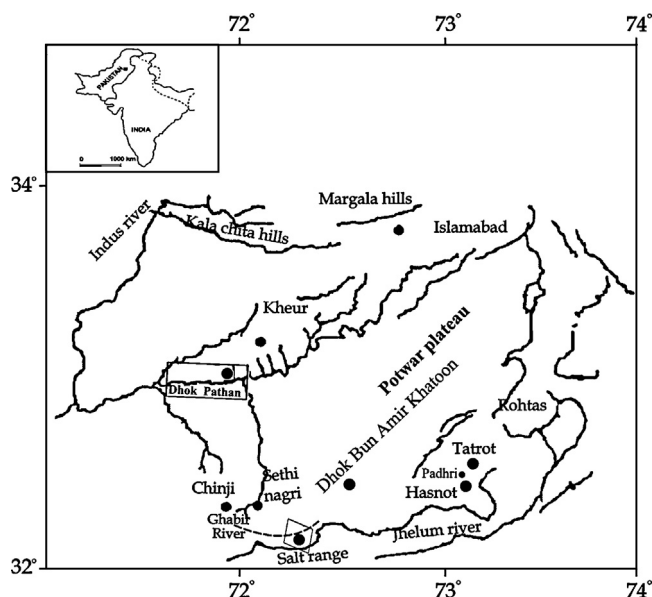 72° 73° 74°
PAKISTAN
INDIA
0 1000 km
34°
Margala hills
Islamabad
Indus river
Kala chita hills
Kheur
Potwar plateau
Dhok Pathan
Dhok Bun Amir Khatoon
Rohtas
Tatrot
Padhri
Hasnot
Chinji
Sethi
nagri
Ghabir
River
Jhelum river
Salt range
32°
72° 73° 74°